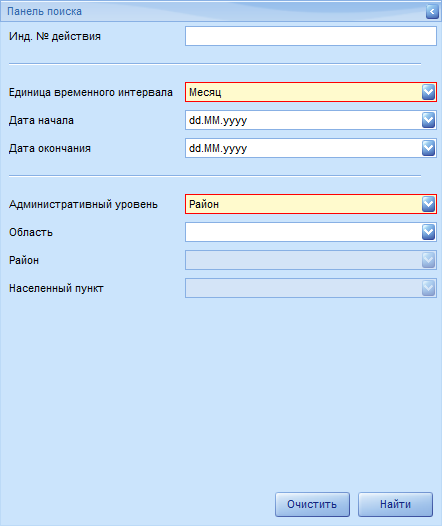 Панель поиска
Инд. № действия
Единица временного интервала Месяц
Дата начала dd.MM.yyyy
Дата окончания dd.MM.yyyy
Административный уровень Район
Область
Район
Населенный пункт
Очистить Найти